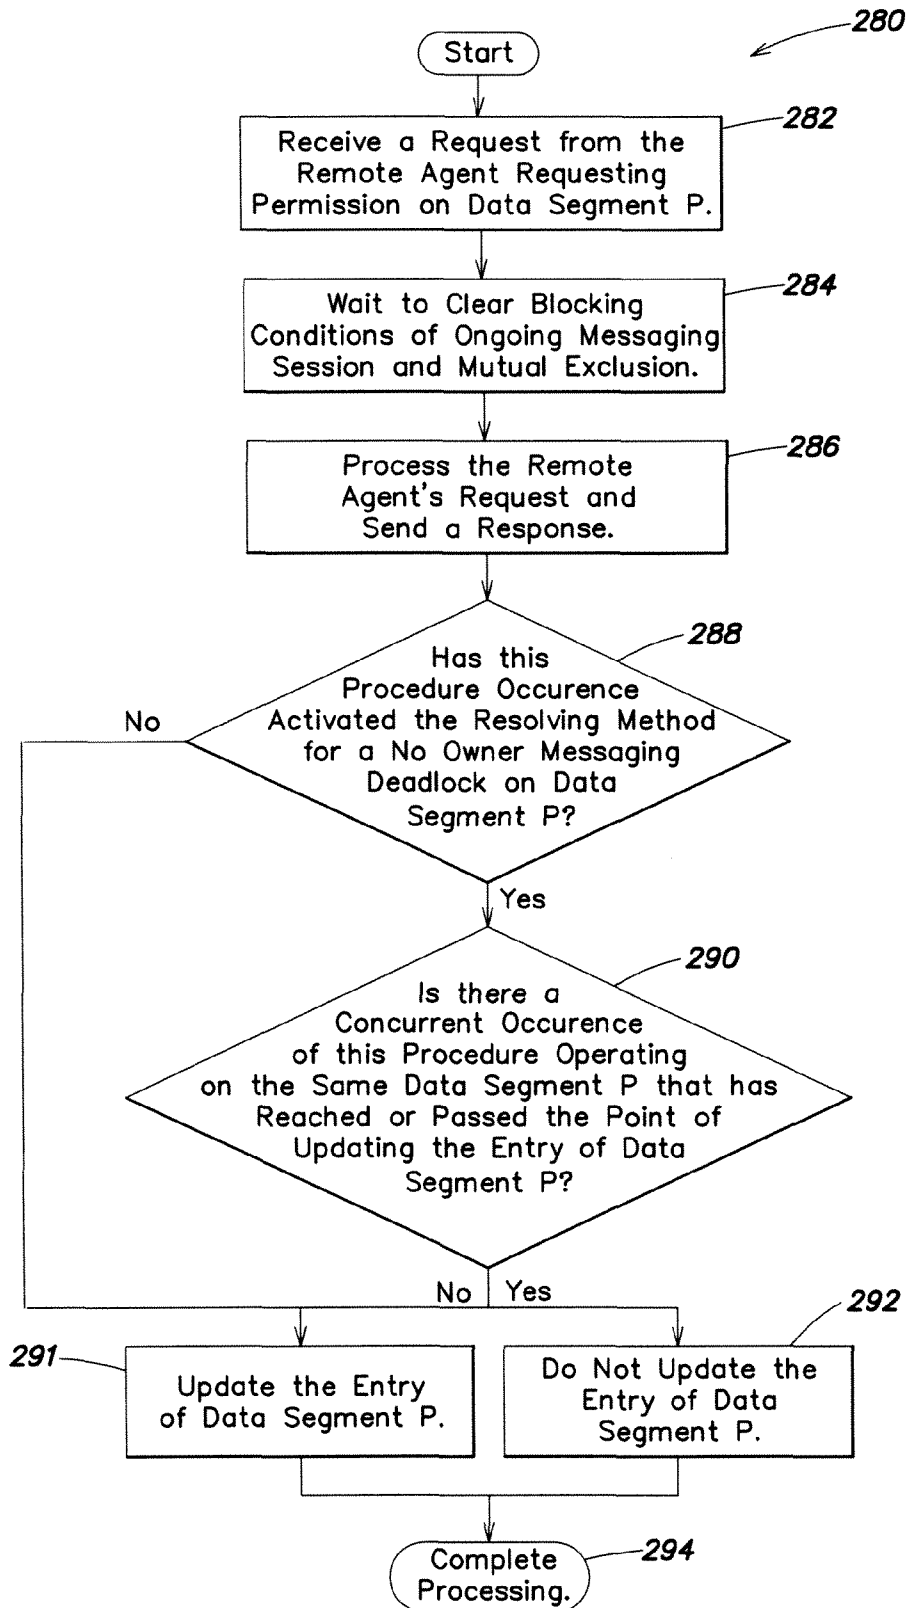 280
Start
282
Receive a Request from the
Remote Agent Requesting
Permission on Data Segment P.
284
Wait to Clear Blocking
Conditions of Ongoing Messaging
Session and Mutual Exclusion.
286
Process the Remote
Agent's Request and
Send a Response.
288
Has this
Procedure Occurence
Activated the Resolving Method
for a No Owner Messaging
Deadlock on Data
Segment P?
No
Yes
290
Is there a
Concurrent Occurence
of this Procedure Operating
on the Same Data Segment P that has
Reached or Passed the Point of
Updating the Entry of Data
Segment P?
No Yes
291
Update the Entry
of Data Segment P.
292
Do Not Update the
Entry of Data
Segment P.
294
Complete
Processing.